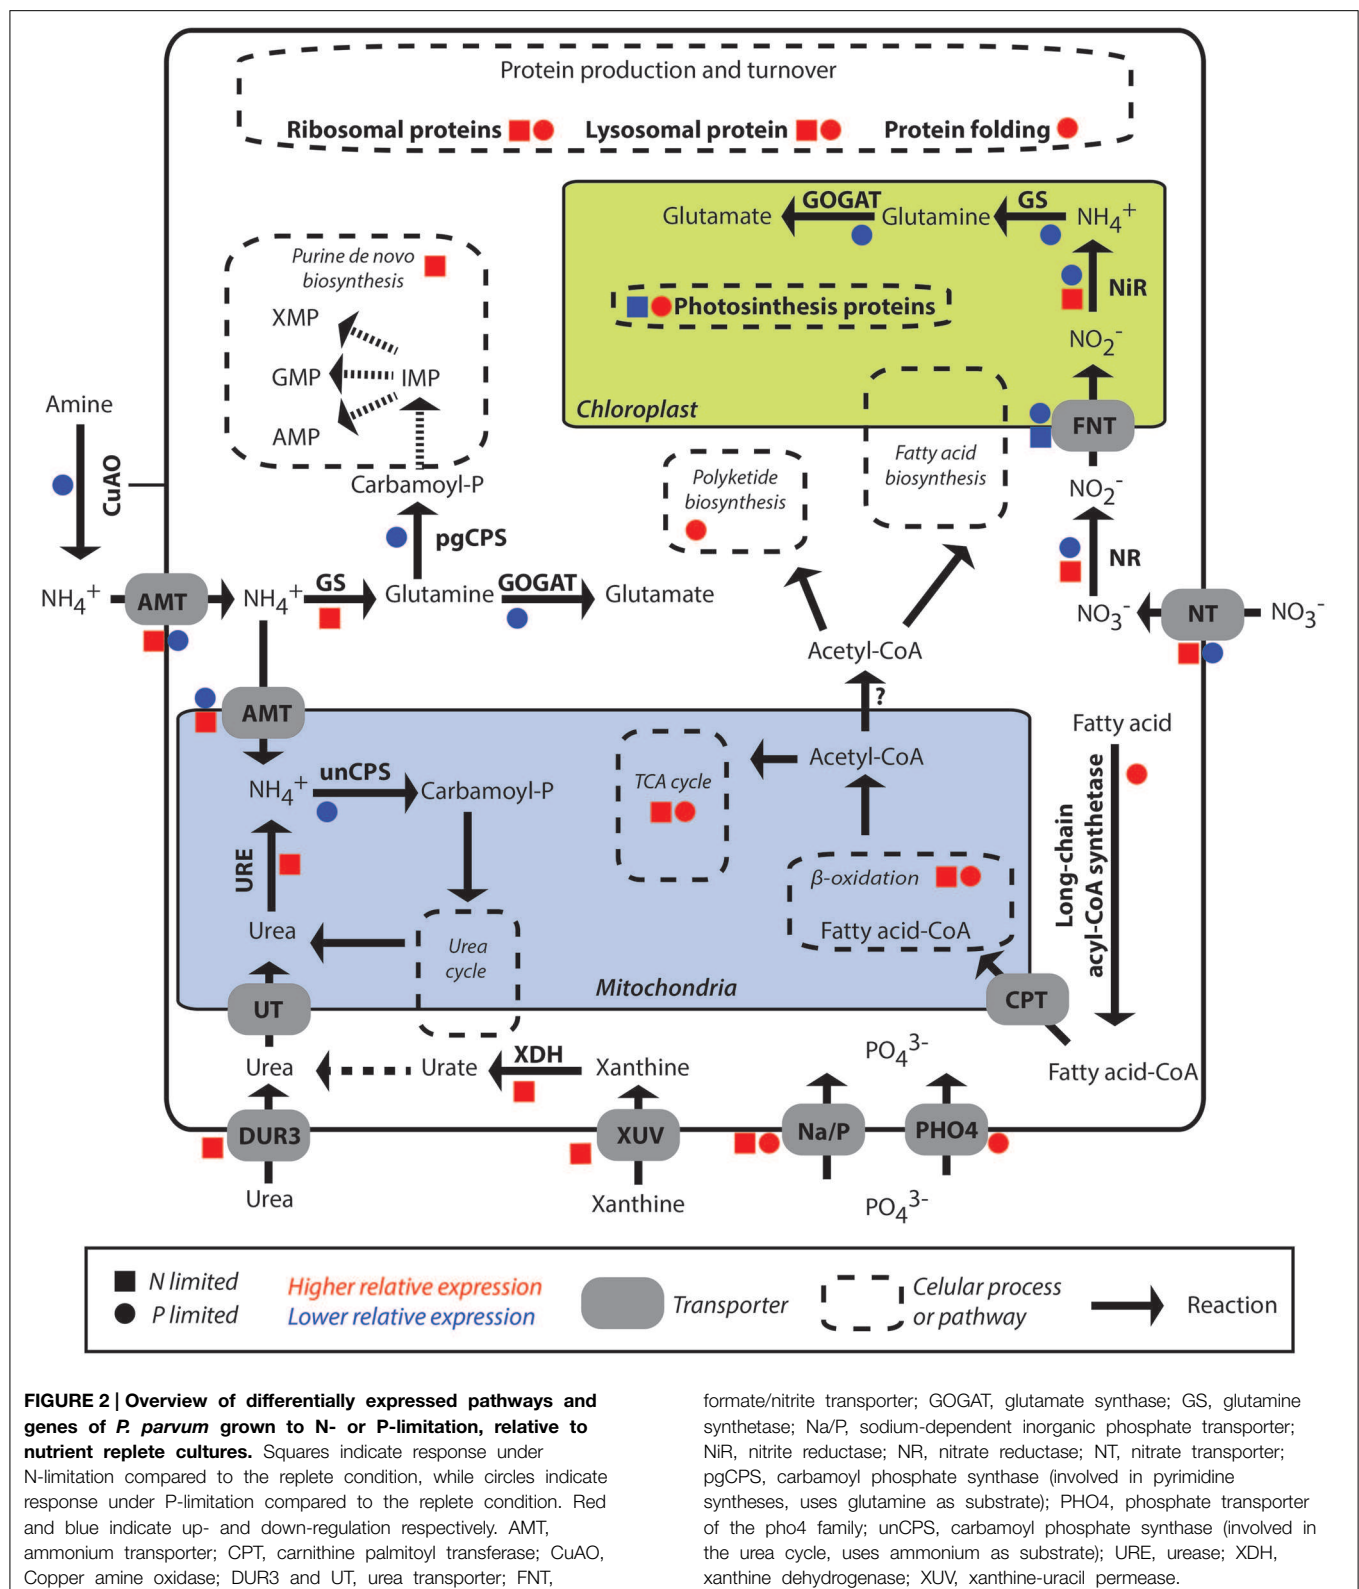 Protein production and turnover
Ribosomal proteins
Lysosomal protein
Protein folding
GOGAT
GS
Glutamate
Glutamine
NH4+
Purine de novo
biosynthesis
NiR
Photosinthesis proteins
XMP
NO2-
GMP
IMP
Amine
Chloroplast
FNT
AMP
Fatty acid
biosynthesis
Polyketide
biosynthesis
CuAO
Carbamoyl-P
NO2-
pgCPS
NR
NH4+
AMT
NH4+
GS
Glutamine
GOGAT
Glutamate
NO3-
NT
NO3-
Acetyl-CoA
?
AMT
Fatty acid
NH4+
unCPS
Carbamoyl-P
Acetyl-CoA
TCA cycle
Long-chain
acyl-CoA synthetase
URE
β-oxidation
Urea
Fatty acid-CoA
Urea
cycle
Mitochondria
UT
CPT
PO43-
Urea
Urate
XDH
Xanthine
Fatty acid-CoA
DUR3
XUV
Na/P
PHO4
Urea
Xanthine
PO43-
N limited
P limited
Higher relative expression
Lower relative expression
Transporter
Celular process
or pathway
Reaction
FIGURE 2 | Overview of differentially expressed pathways and
genes of P. parvum grown to N- or P-limitation, relative to
nutrient replete cultures. Squares indicate response under
N-limitation compared to the replete condition, while circles indicate
response under P-limitation compared to the replete condition. Red
and blue indicate up- and down-regulation respectively. AMT,
ammonium transporter; CPT, carnithine palmitoyl transferase; CuAO,
Copper amine oxidase; DUR3 and UT, urea transporter; FNT,
formate/nitrite transporter; GOGAT, glutamate synthase; GS, glutamine
synthetase; Na/P, sodium-dependent inorganic phosphate transporter;
NiR, nitrite reductase; NR, nitrate reductase; NT, nitrate transporter;
pgCPS, carbamoyl phosphate synthase (involved in pyrimidine
syntheses, uses glutamine as substrate); PHO4, phosphate transporter
of the pho4 family; unCPS, carbamoyl phosphate synthase (involved in
the urea cycle, uses ammonium as substrate); URE, urease; XDH,
xanthine dehydrogenase; XUV, xanthine-uracil permease.